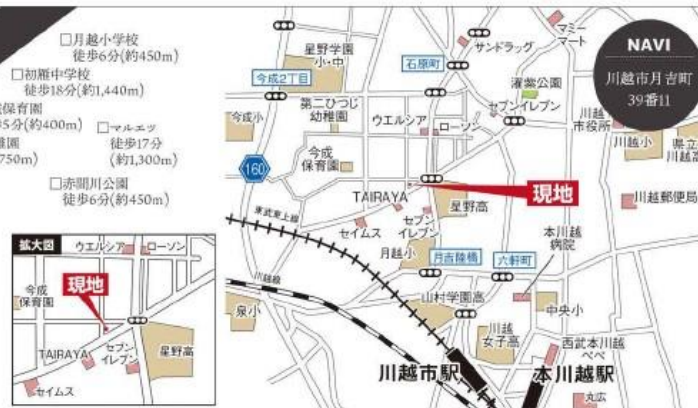 □月越小学校
徒歩6分(約450m)
□初雁中学校
徒歩18分(約1,440m)
保育園
歩5分(約400m)
□マルエツ
徒歩17分
(約1,300m)
稚園
750m)
□赤間川公園
徒歩6分(約450m)
NAVI
川越市月吉町
39番11
マミーマート
サンドラッグ
星野学園
小・中
石原町
今成2丁目
濯紫公園
第二ひつじ
幼稚園
セブンイレブン
ウエルシア
ローソン
今成小
川越
市役所
川越小
県立
川越高
今成
保育園
160
現地
TAIRAYA
星野高
川越郵便局
東武東上線
セイムス
セブン
イレブン
月越小
本川越
病院
月吉陸橋
六軒町
川越線
泉小
山村学園高
中央小
川越
女子高
西武本川越
ペペ
川越市駅
本川越駅
丸広
拡大図
ウエルシア
ローソン
現地
今成
保育園
TAIRAYA
セブン
イレブン
星野高
セイムス